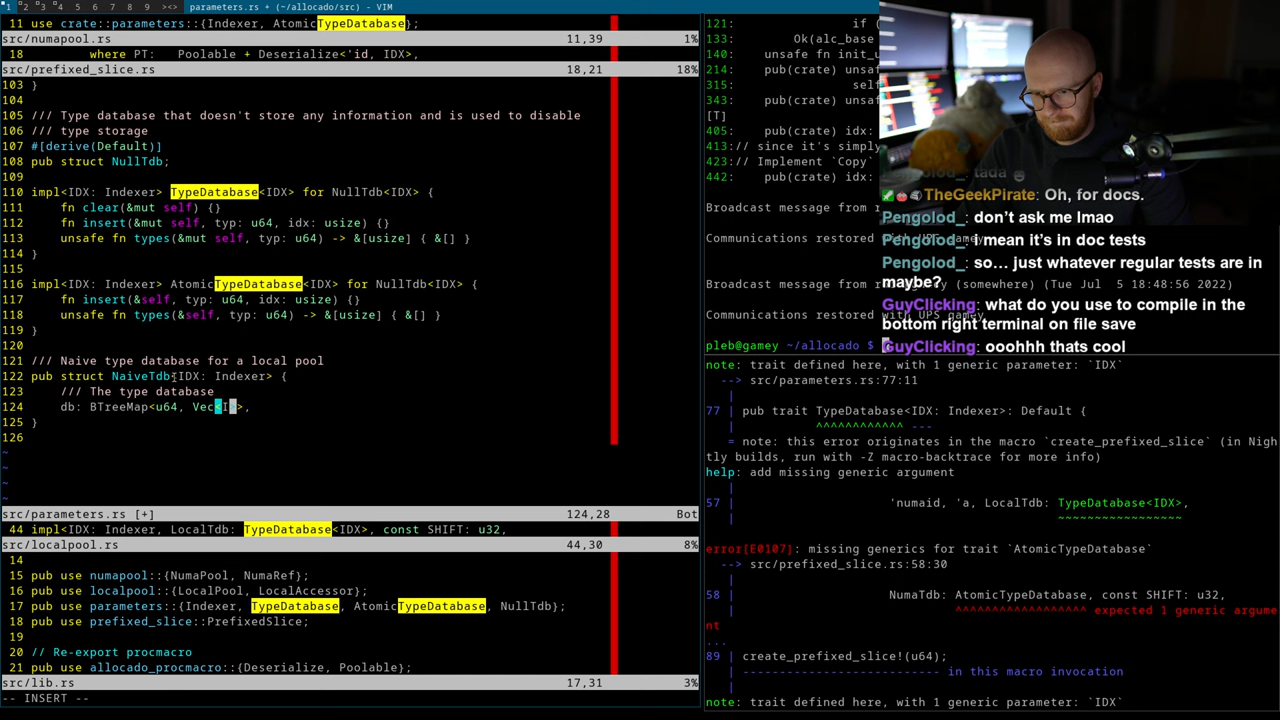 1 2 3 4 5 6 7 8 9 ><> parameters.rs + (~/allocado/src) - VIM
11 use crate::parameters::{Indexer, AtomicTypeDatabase};
src/numapool.rs 11,39 1%
18 where PT: Poolable + Deserialize<'id, IDX>,
src/prefixed_slice.rs 18,21 18%
103 }
104
105 /// Type database that doesn't store any information and is used to disable
106 /// type storage
107 #[derive(Default)]
108 pub struct NullTdb;
109
110 impl<IDX: Indexer> TypeDatabase<IDX> for NullTdb<IDX> {
111 fn clear(&mut self) {}
112 fn insert(&mut self, typ: u64, idx: usize) {}
113 unsafe fn types(&mut self, typ: u64) -> &[usize] { &[] }
114 }
115
116 impl<IDX: Indexer> AtomicTypeDatabase<IDX> for NullTdb<IDX> {
117 fn insert(&self, typ: u64, idx: usize) {}
118 unsafe fn types(&self, typ: u64) -> &[usize] { &[] }
119 }
120
121 /// Naive type database for a local pool
122 pub struct NaiveTdb<IDX: Indexer> {
123 /// The type database
124 db: BTreeMap<u64, Vec<I>>,
125 }
126
~
~
~
~
src/parameters.rs [+] 124,28 Bot
44 impl<IDX: Indexer, LocalTdb: TypeDatabase<IDX>, const SHIFT: u32,
src/localpool.rs 44,30 8%
14
15 pub use numapool::{NumaPool, NumaRef};
16 pub use localpool::{LocalPool, LocalAccessor};
17 pub use parameters::{Indexer, TypeDatabase, AtomicTypeDatabase, NullTdb};
18 pub use prefixed_slice::PrefixedSlice;
19
20 // Re-export procmacro
21 pub use allocado_procmacro::{Deserialize, Poolable};
src/lib.rs 17,31 3%
-- INSERT --
121: if (
133: Ok(alc_base
140: unsafe fn init_u
214: pub(crate) unsaf
315: self
343: pub(crate) unsaf
[T]
405: pub(crate) idx:
413:// since it's simply
423:// Implement `Copy`
442: pub(crate) idx:
Broadcast message from r
Communications restored with UPS gamey
Broadcast message from (somewhere) (Tue Jul 5 18:48:56 2022)
Communications restored with UPS gamey
pleb@gamey ~/allocado $
tada
TheGeekPirate: Oh, for docs.
Pengolod_: don't ask me lmao
Pengolod_: i mean it's in doc tests
Pengolod_: so… just whatever regular tests are in
maybe?
GuyClicking: what do you use to compile in the
bottom right terminal on file save
GuyClicking: ooohhh thats cool
note: trait defined here, with 1 generic parameter: `IDX`
--> src/parameters.rs:77:11
|
77 | pub trait TypeDatabase<IDX: Indexer>: Default {
| ^^^^^^^^^^^^ ---
= note: this error originates in the macro `create_prefixed_slice` (in Nigh
tly builds, run with -Z macro-backtrace for more info)
help: add missing generic argument
|
57 | 'numaid, 'a, LocalTdb: TypeDatabase<IDX>,
| ~~~~~~~~~~~~~~~~~
error[E0107]: missing generics for trait `AtomicTypeDatabase`
--> src/prefixed_slice.rs:58:30
|
58 | NumaTdb: AtomicTypeDatabase, const SHIFT: u32,
| ^^^^^^^^^^^^^^^^^^ expected 1 generic argume
nt
...
89 | create_prefixed_slice!(u64);
| --------------------------- in this macro invocation
|
note: trait defined here, with 1 generic parameter: `IDX`